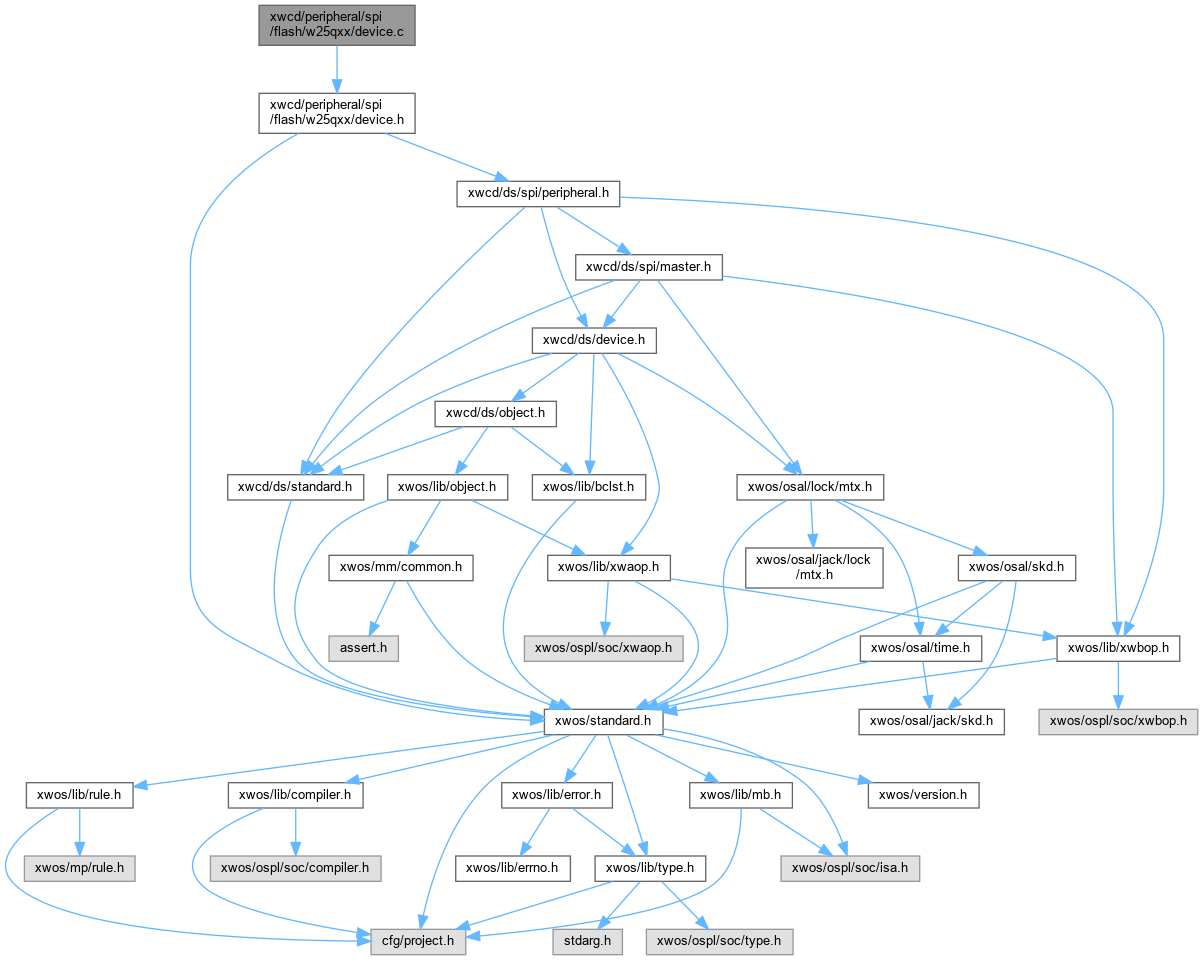 xwcd/peripheral/spi
/flash/w25qxx/device.c
xwcd/peripheral/spi
/flash/w25qxx/device.h
xwcd/ds/spi/peripheral.h
xwcd/ds/spi/master.h
xwcd/ds/device.h
xwcd/ds/object.h
xwcd/ds/standard.h
xwos/lib/object.h
xwos/lib/bclst.h
xwos/osal/lock/mtx.h
xwos/mm/common.h
xwos/lib/xwaop.h
xwos/osal/jack/lock
/mtx.h
xwos/osal/skd.h
assert.h
xwos/ospl/soc/xwaop.h
xwos/osal/time.h
xwos/lib/xwbop.h
xwos/standard.h
xwos/osal/jack/skd.h
xwos/ospl/soc/xwbop.h
xwos/lib/rule.h
xwos/lib/compiler.h
xwos/lib/error.h
xwos/lib/mb.h
xwos/version.h
xwos/mp/rule.h
xwos/ospl/soc/compiler.h
xwos/lib/errno.h
xwos/lib/type.h
xwos/ospl/soc/isa.h
cfg/project.h
stdarg.h
xwos/ospl/soc/type.h